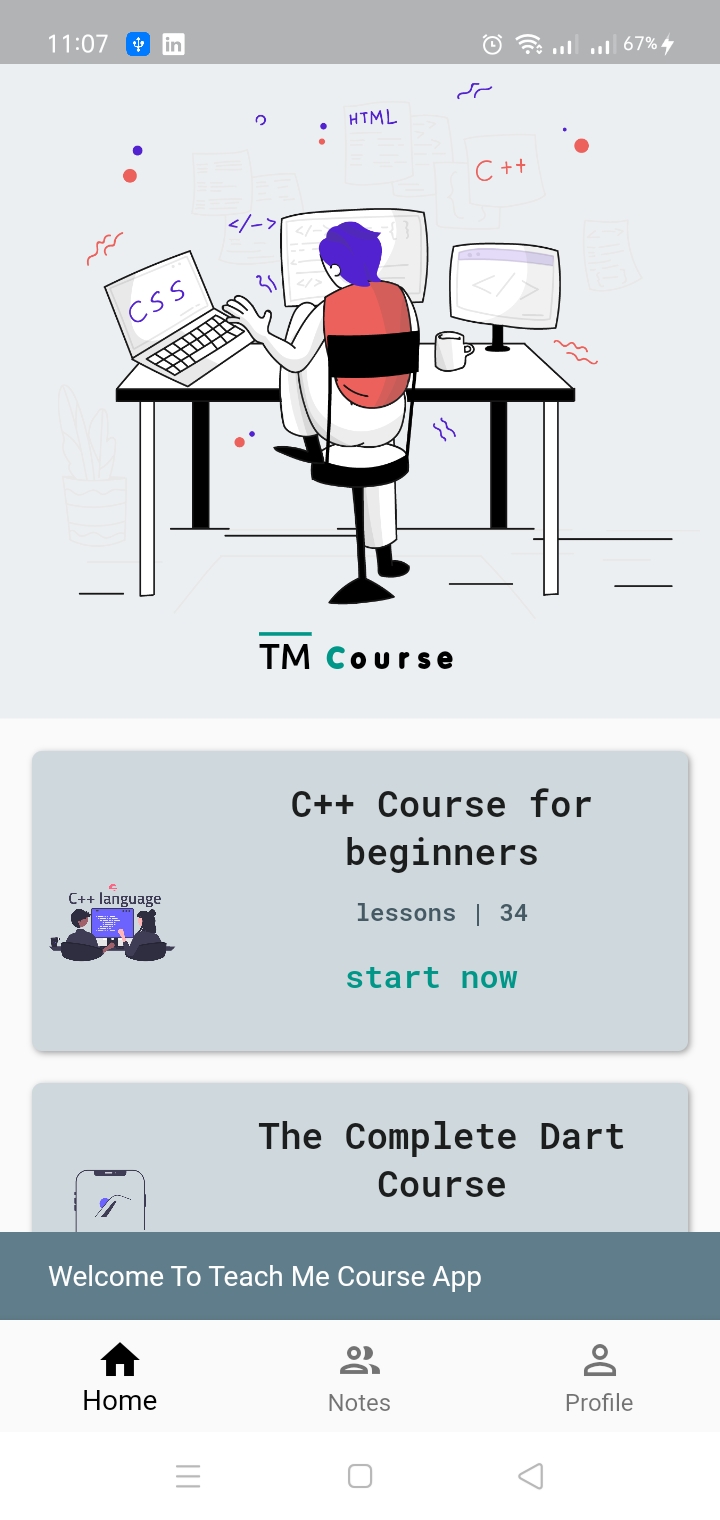 11:07
67%
HTML
C++
</-->
CSS
</>
TM Course
C++ Course for
beginners
C++ language
lessons | 34
start now
The Complete Dart
Course
Welcome To Teach Me Course App
Home
Notes
Profile